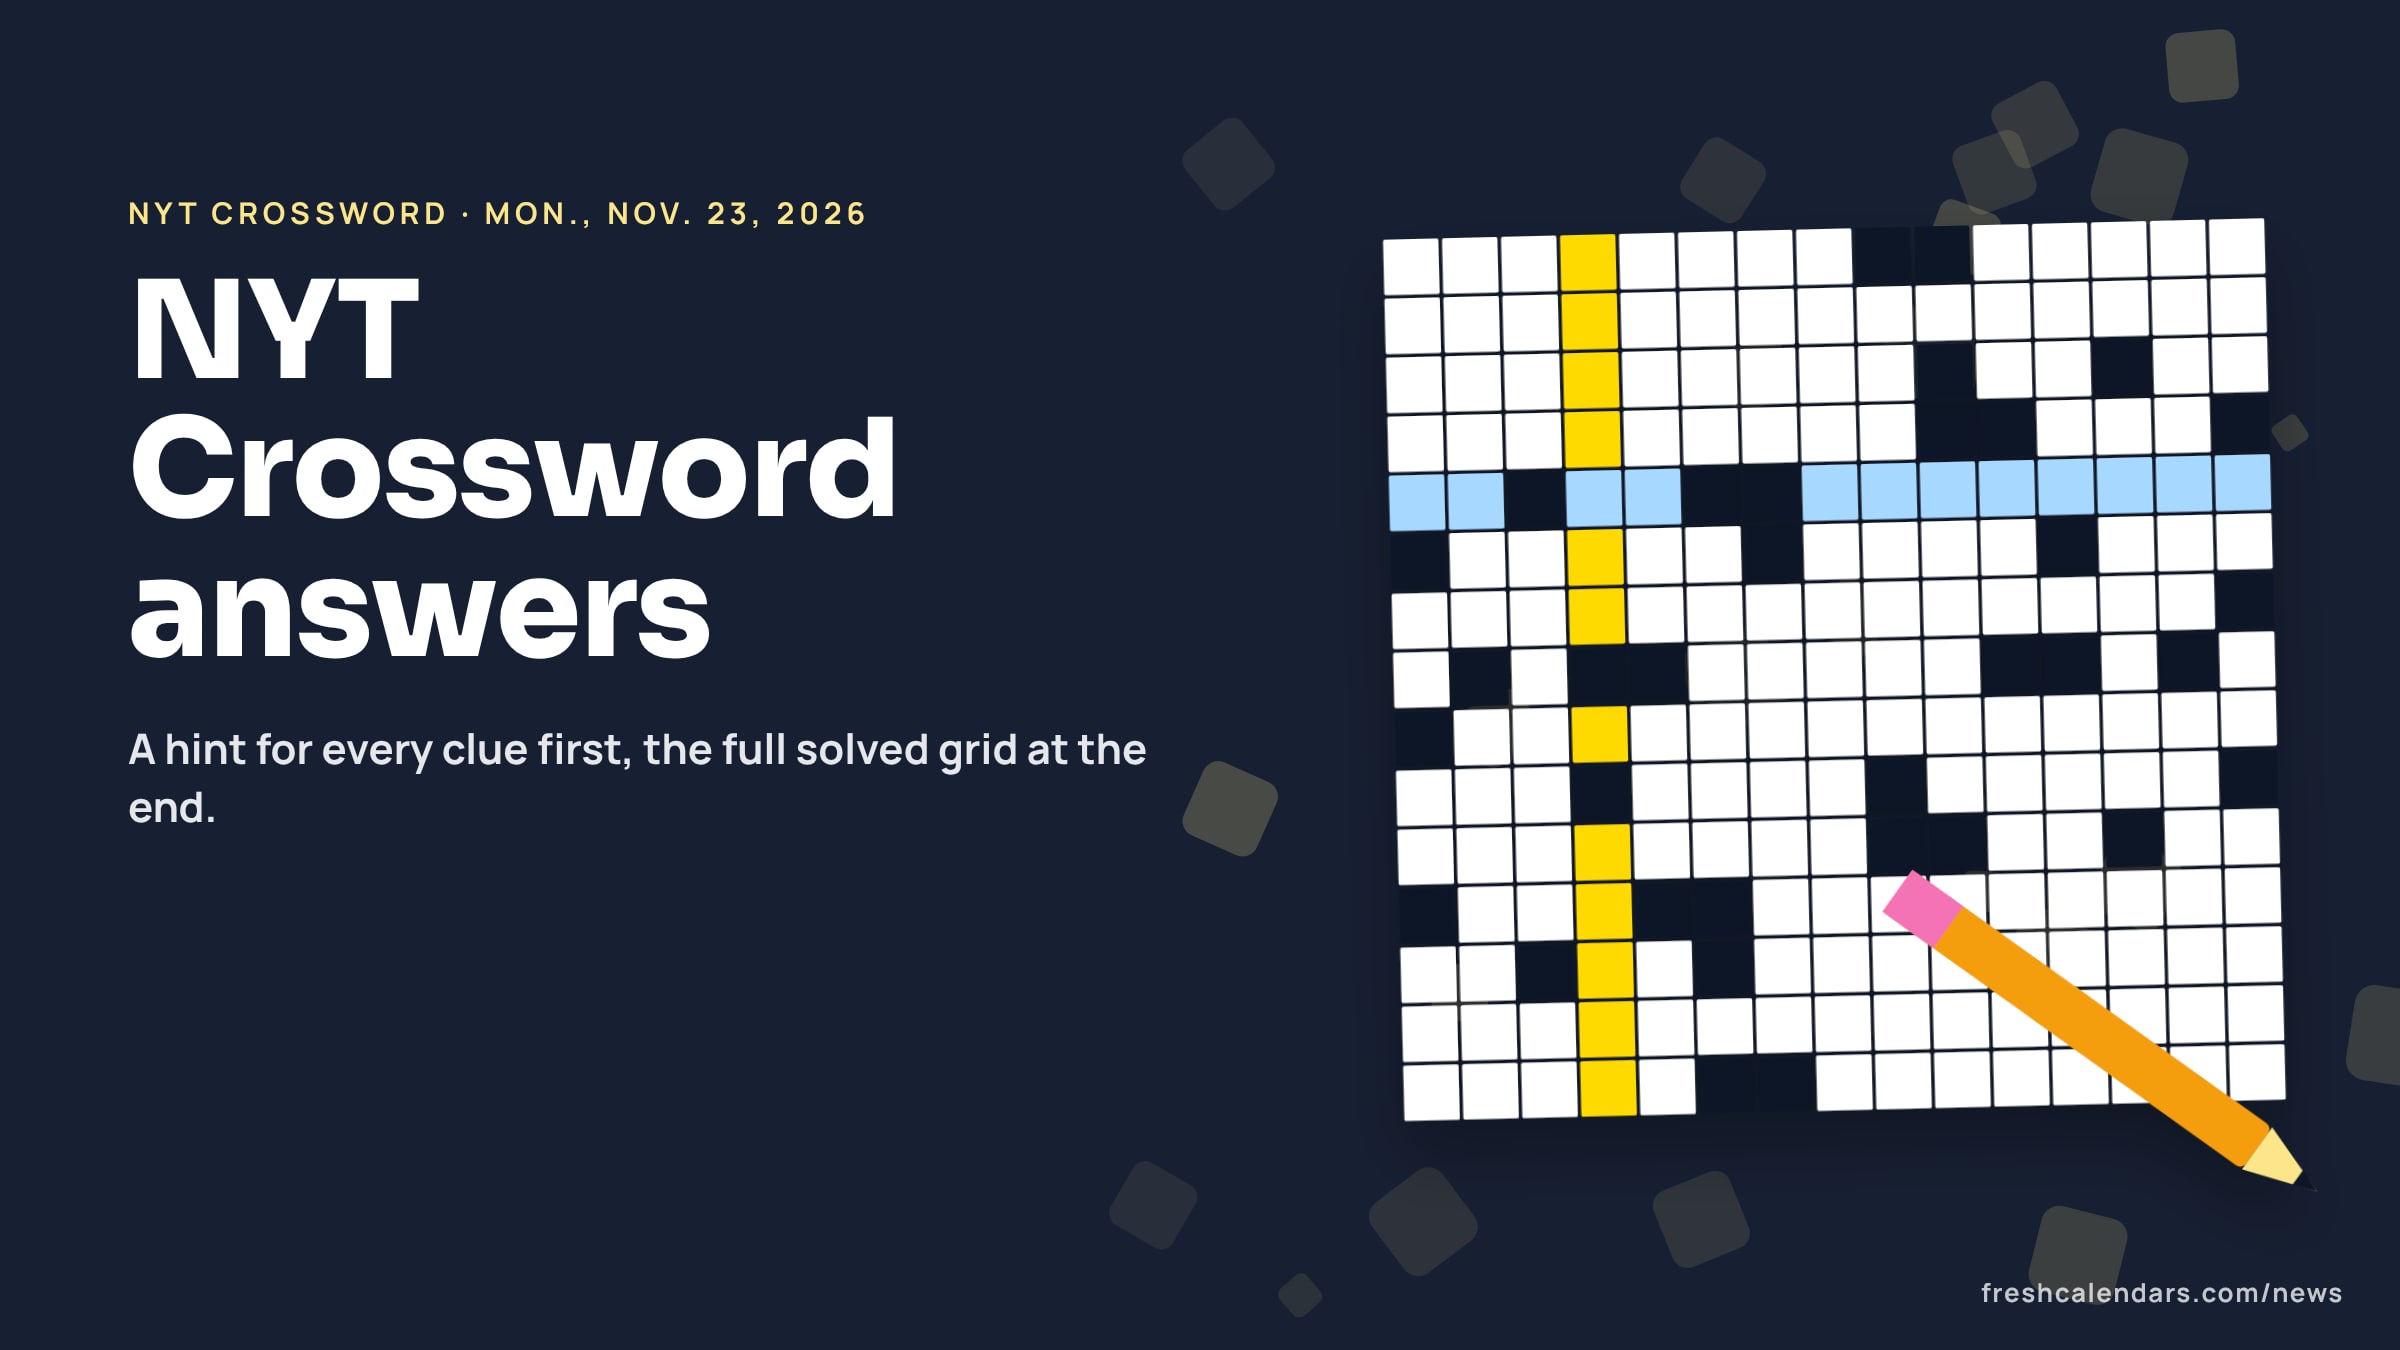 NYT CROSSWORD · MON., NOV. 23, 2026
NYT
Crossword
answers
A hint for every clue first, the full solved grid at the
end.
freshcalendars.com/news